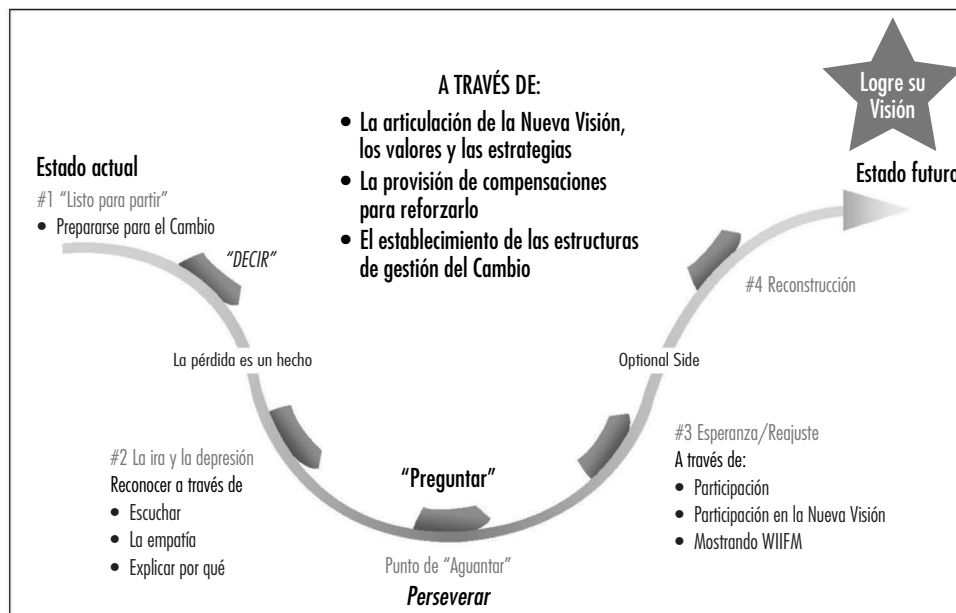 Logre su
Visión
A TRAVÉS DE:
• La articulación de la Nueva Visión,
los valores y las estrategias
• La provisión de compensaciones
para reforzarlo
• El establecimiento de las estructuras
de gestión del Cambio
Estado actual
#1 “Listo para partir”
• Prepararse para el Cambio
“DECIR”
Estado futuro
#4 Reconstrucción
La pérdida es un hecho
Optional Side
#2 La ira y la depresión
Reconocer a través de
• Escuchar
• La empatía
• Explicar por qué
“Preguntar”
Punto de “Aguantar”
Perseverar
#3 Esperanza/Reajuste
A través de:
• Participación
• Participación en la Nueva Visión
• Mostrando WIIFM